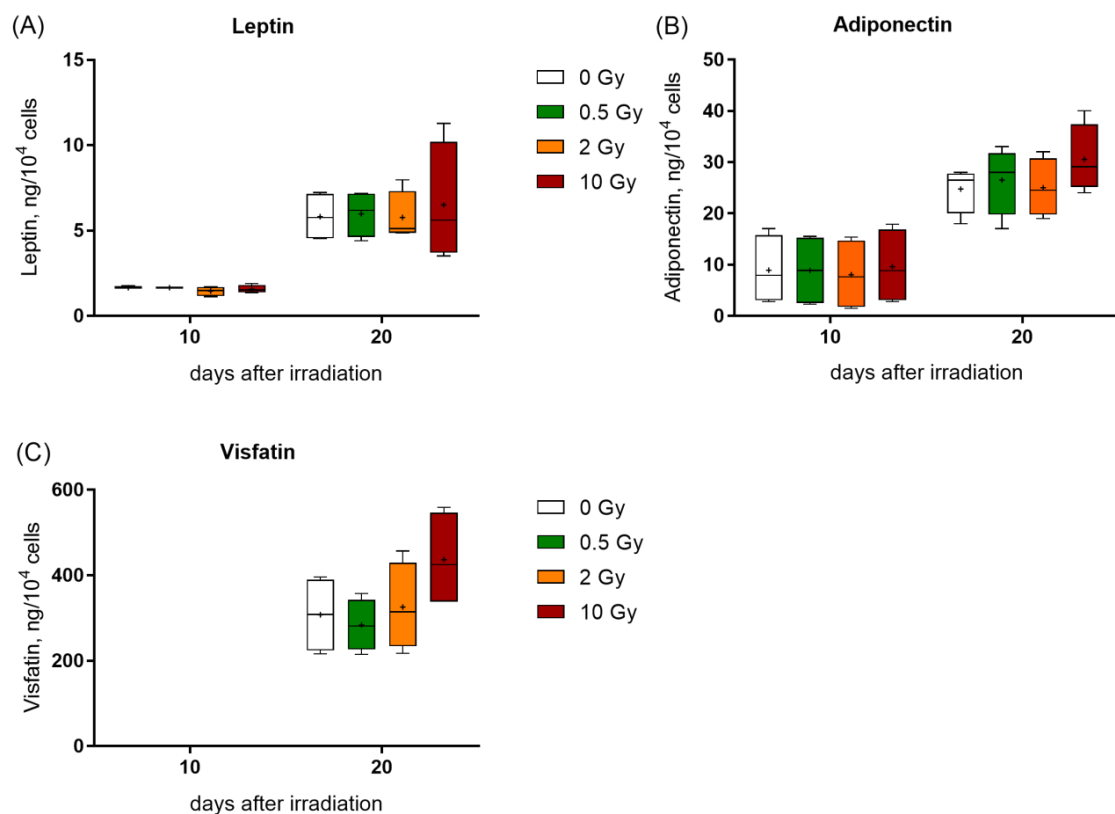 (A)
Leptin
Leptin, ng/10⁴ cells
15
10
5
0
10
20
days after irradiation
0 Gy
0.5 Gy
2 Gy
10 Gy
(B)
Adiponectin
Adiponectin, ng/10⁴ cells
50
40
30
20
10
0
10
20
days after irradiation
(C)
Visfatin
Visfatin, ng/10⁴ cells
600
400
200
0
10
20
days after irradiation
0 Gy
0.5 Gy
2 Gy
10 Gy